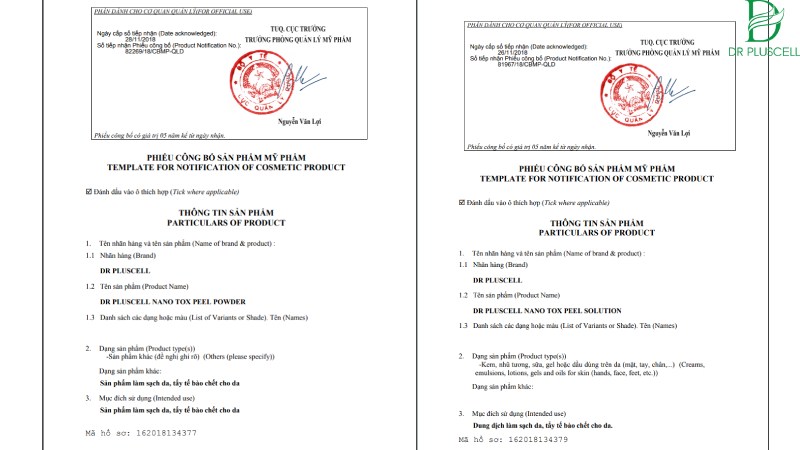 PHẦN DÀNH CHO CƠ QUAN QUẢN LÝ(FOR OFFICIAL USE)
Ngày cấp số tiếp nhận (Date acknowledged):
28/11/2018
Số tiếp nhận Phiếu công bố (Product Notification No.):
82269/18/CBMP-QLD
TUQ. CỤC TRƯỞNG
TRƯỞNG PHÒNG QUẢN LÝ MỸ PHẨM
BỘ Y TẾ
CỤC QUẢN LÝ
Nguyễn Văn Lợi
Phiếu công bố có giá trị 05 năm kể từ ngày nhận.
PHIẾU CÔNG BỐ SẢN PHẨM MỸ PHẨM
TEMPLATE FOR NOTIFICATION OF COSMETIC PRODUCT
Đánh dấu vào ô thích hợp (Tick where applicable)
THÔNG TIN SẢN PHẨM
PARTICULARS OF PRODUCT
1. Tên nhãn hàng và tên sản phẩm (Name of brand & product) :
1.1 Nhãn hàng (Brand)
DR PLUSCELL
1.2 Tên sản phẩm (Product Name)
DR PLUSCELL NANO TOX PEEL POWDER
1.3 Danh sách các dạng hoặc màu (List of Variants or Shade). Tên (Names)
2. Dạng sản phẩm (Product type(s))
-Sản phẩm khác (đề nghị ghi rõ) (Others (please specify))
Dạng sản phẩm khác:
Sản phẩm làm sạch da, tẩy tế bào chết cho da
3. Mục đích sử dụng (Intended use)
Sản phẩm làm sạch da, tẩy tế bào chết cho da
Mã hồ sơ: 162018134377
PHẦN DÀNH CHO CƠ QUAN QUẢN LÝ(FOR OFFICIAL USE)
Ngày cấp số tiếp nhận (Date acknowledged):
26/11/2018
Số tiếp nhận Phiếu công bố (Product Notification No.):
81967/18/CBMP-QLD
TUQ. CỤC TRƯỞNG
TRƯỞNG PHÒNG QUẢN LÝ MỸ PHẨM
BỘ Y TẾ
CỤC QUẢN LÝ
Nguyễn Văn Lợi
Phiếu công bố có giá trị 05 năm kể từ ngày nhận.
PHIẾU CÔNG BỐ SẢN PHẨM MỸ PHẨM
TEMPLATE FOR NOTIFICATION OF COSMETIC PRODUCT
Đánh dấu vào ô thích hợp (Tick where applicable)
THÔNG TIN SẢN PHẨM
PARTICULARS OF PRODUCT
1. Tên nhãn hàng và tên sản phẩm (Name of brand & product) :
1.1 Nhãn hàng (Brand)
DR PLUSCELL
1.2 Tên sản phẩm (Product Name)
DR PLUSCELL NANO TOX PEEL SOLUTION
1.3 Danh sách các dạng hoặc màu (List of Variants or Shade). Tên (Names)
2. Dạng sản phẩm (Product type(s))
-Kem, nhũ tương, sữa, gel hoặc dầu dùng trên da (mặt, tay, chân,...) (Creams,
emulsions, lotions, gels and oils for skin (hands, face, feet, etc.))
Dạng sản phẩm khác:
3. Mục đích sử dụng (Intended use)
Dung dịch làm sạch da, tẩy tế bào chết cho da.
Mã hồ sơ: 162018134379
DR PLUSCELL